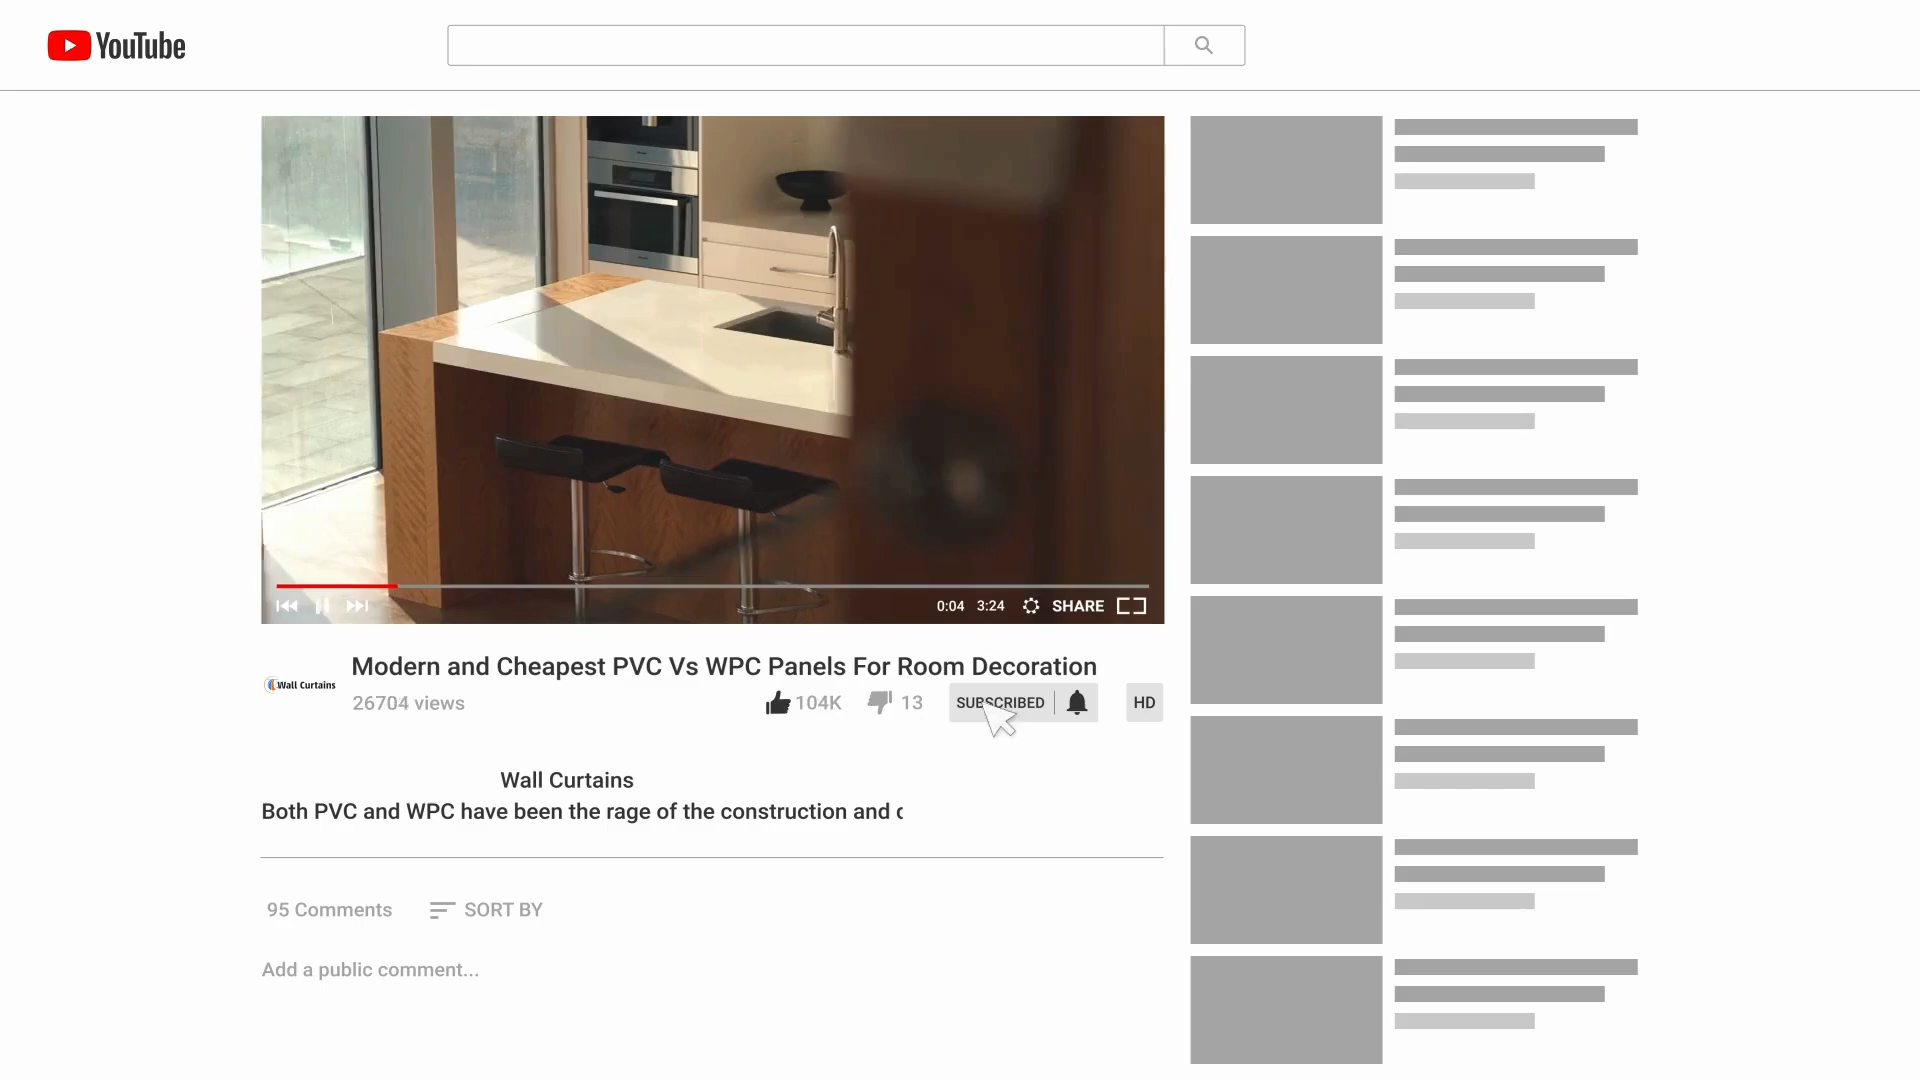 YouTube
0:04 3:24 SHARE
Modern and Cheapest PVC Vs WPC Panels For Room Decoration
Wall Curtains
26704 views 104K 13 SUBSCRIBED HD
Wall Curtains
Both PVC and WPC have been the rage of the construction and
95 Comments SORT BY
Add a public comment...